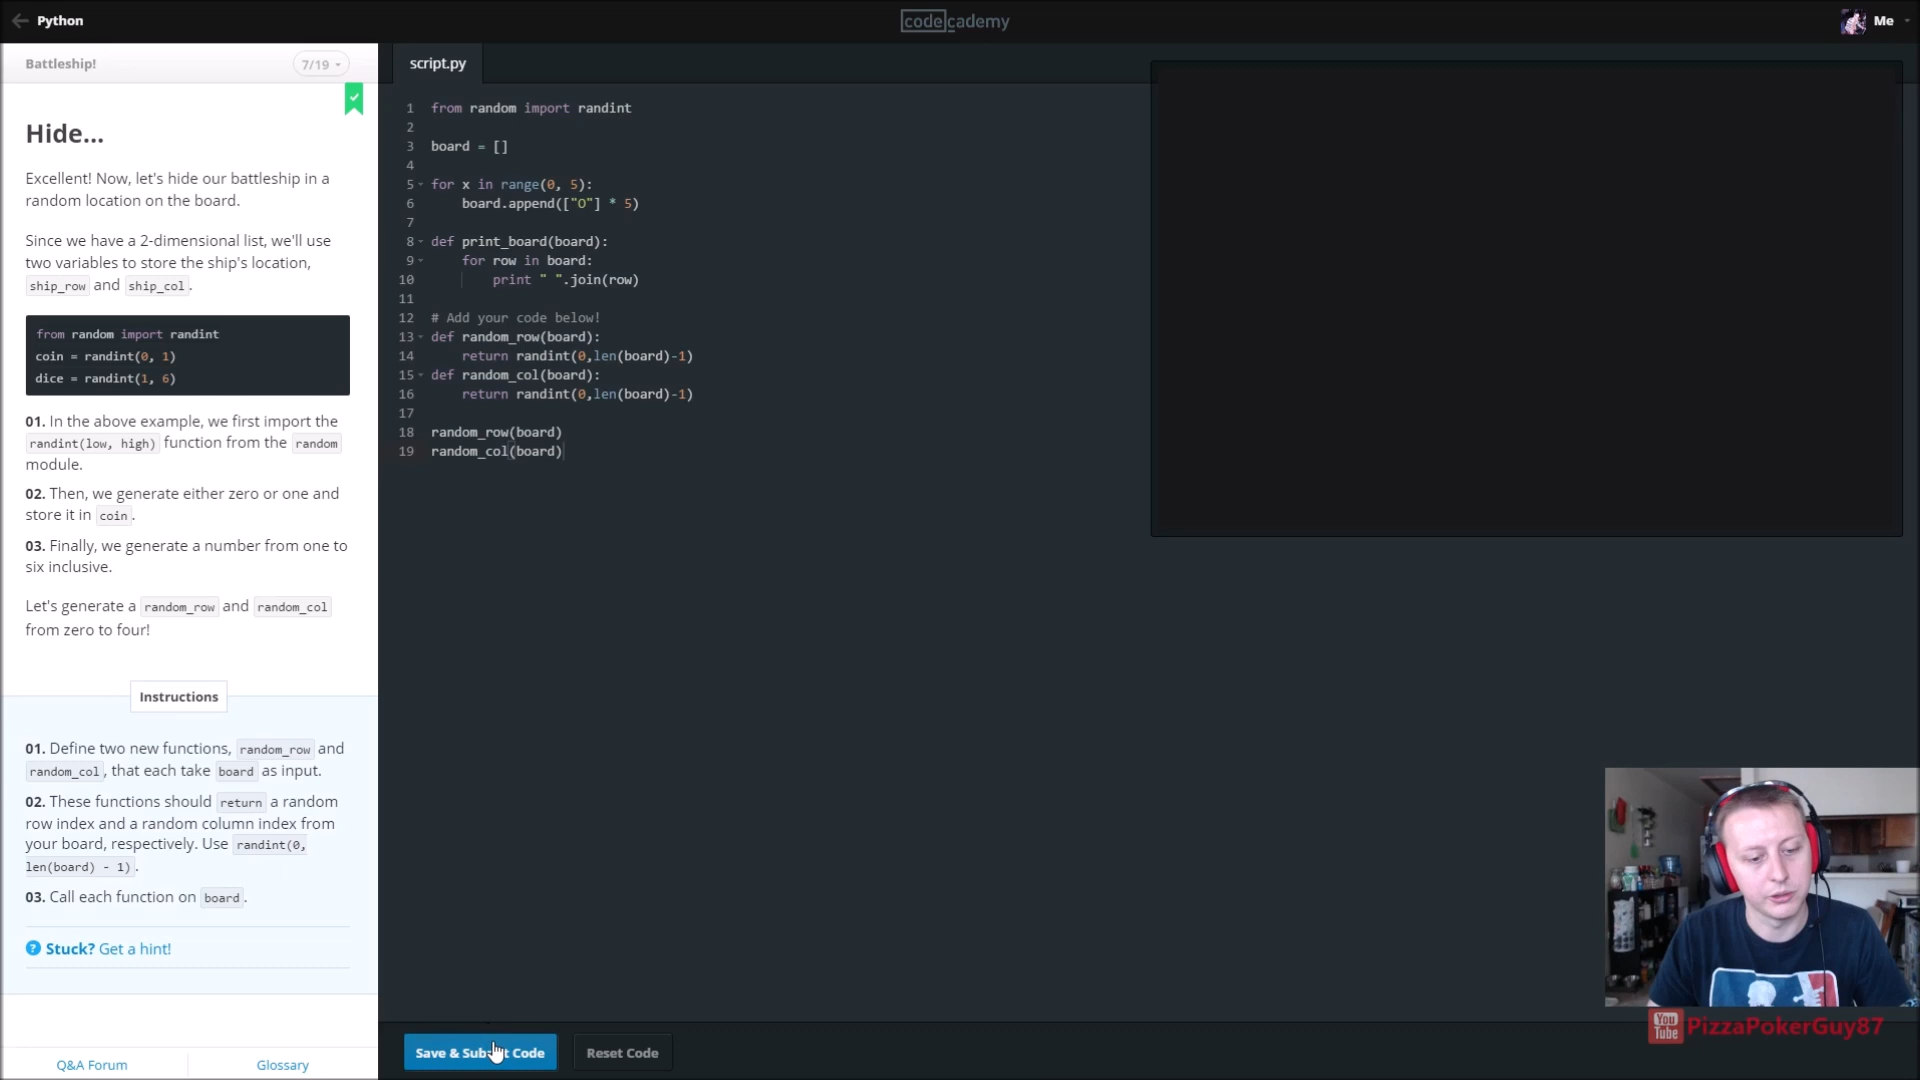 Python
codecademy
Me
Battleship!
7/19
Hide...
Excellent! Now, let's hide our battleship in a
random location on the board.
Since we have a 2-dimensional list, we'll use
two variables to store the ship's location,
ship_row and ship_col.
from random import randint
coin = randint(0, 1)
dice = randint(1, 6)
01. In the above example, we first import the
randint(low, high) function from the random
module.
02. Then, we generate either zero or one and
store it in coin.
03. Finally, we generate a number from one to
six inclusive.
Let's generate a random_row and random_col
from zero to four!
Instructions
01. Define two new functions, random_row and
random_col, that each take board as input.
02. These functions should return a random
row index and a random column index from
your board, respectively. Use randint(0,
len(board) - 1).
03. Call each function on board.
? Stuck? Get a hint!
Q&A Forum
Glossary
script.py
1 from random import randint
2
3 board = []
4
5 for x in range(0, 5):
6 board.append(["O"] * 5)
7
8 def print_board(board):
9 for row in board:
10 print " ".join(row)
11
12 # Add your code below!
13 def random_row(board):
14 return randint(0,len(board)-1)
15 def random_col(board):
16 return randint(0,len(board)-1)
17
18 random_row(board)
19 random_col(board)
Save & Submit Code
Reset Code
You
Tube
PizzaPokerGuy87